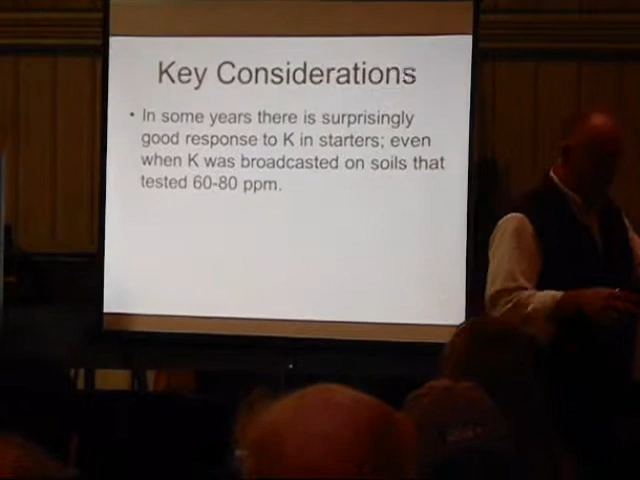 Key Considerations
• In some years there is surprisingly
good response to K in starters; even
when K was broadcasted on soils that
tested 60-80 ppm.